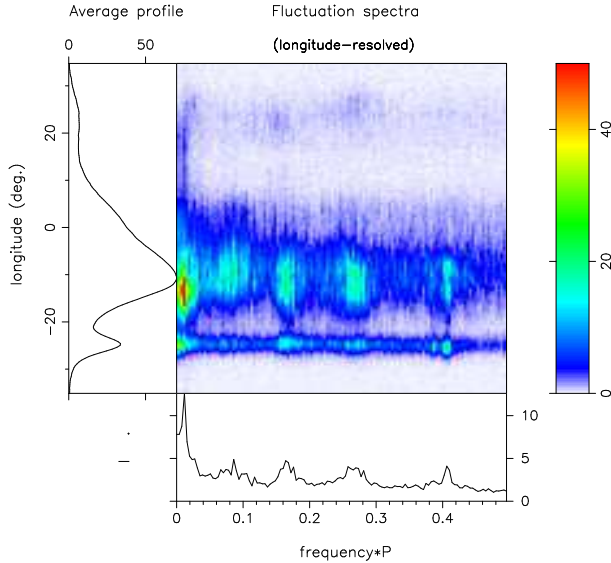 Average profile Fluctuation spectra
0 50 (longitude-resolved)
longitude (deg.)
20
0
-20
40
20
0
10
5
0
0 0.1 0.2 0.3 0.4
frequency*P